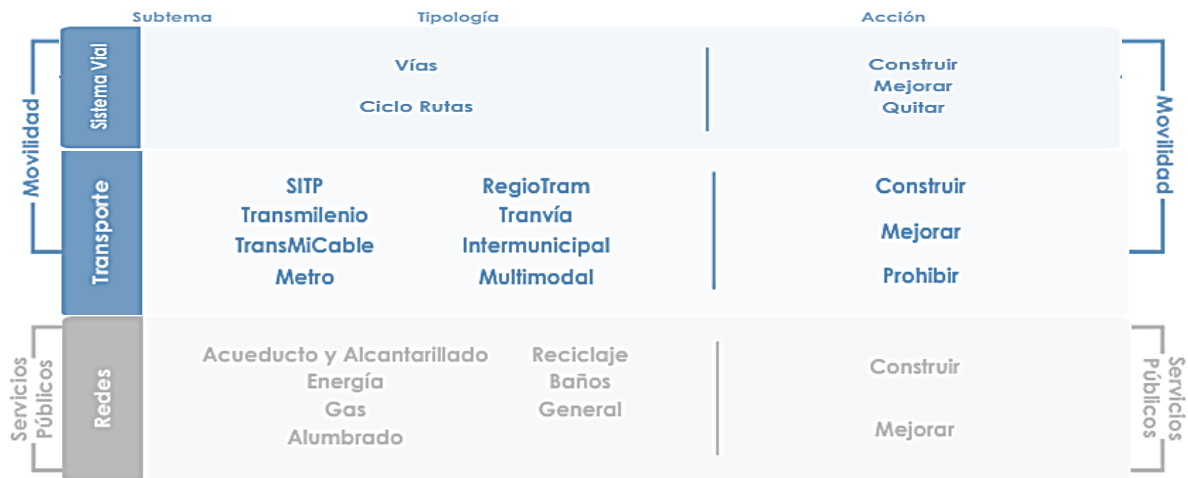 Subtema Tipología Acción
Movilidad
Sistema Vial
Vías
Ciclo Rutas
Construir
Mejorar
Quitar
Movilidad
Transporte
SITP RegioTram
Transmilenio Tranvía
TransMiCable Intermunicipal
Metro Multimodal
Construir
Mejorar
Prohibir
Servicios
Públicos
Redes
Acueducto y Alcantarillado Reciclaje
Energía Baños
Gas General
Alumbrado
Construir
Mejorar
Servicios
Públicos